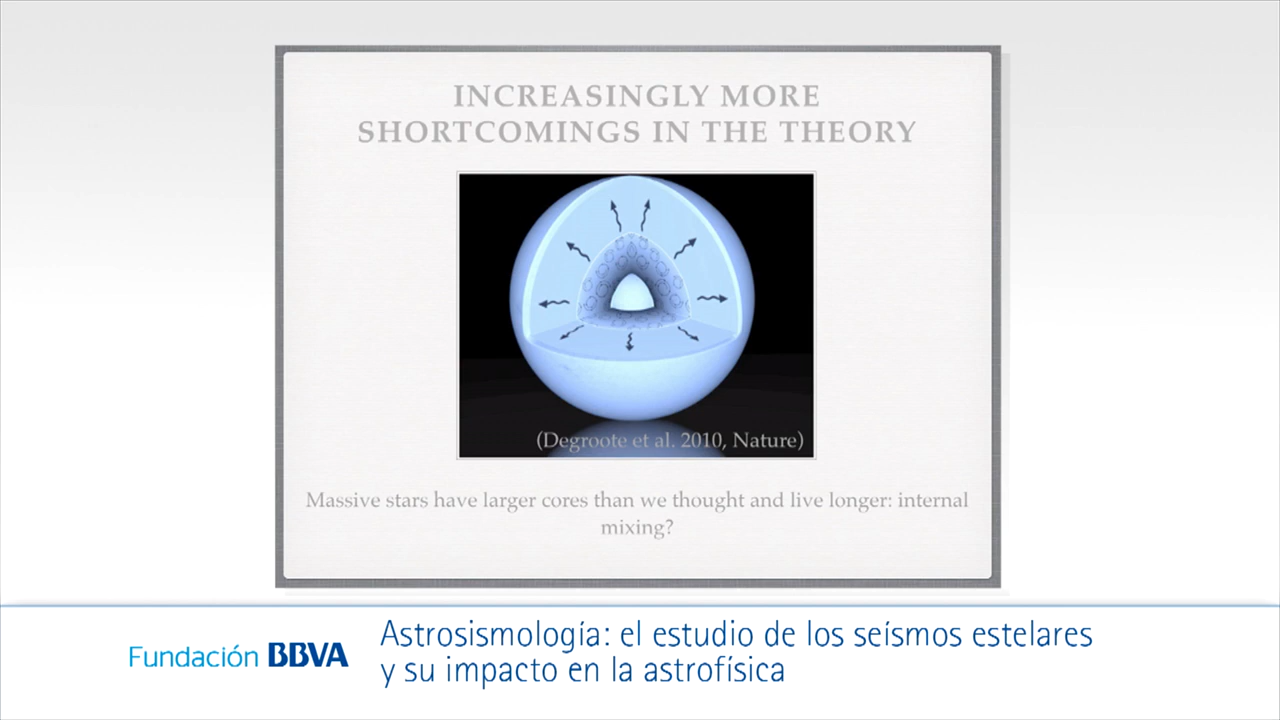 INCREASINGLY MORE
SHORTCOMINGS IN THE THEORY
(Degroote et al. 2010, Nature)
Massive stars have larger cores than we thought and live longer: internal
mixing?
Fundación BBVA
Astrosismología: el estudio de los seísmos estelares
y su impacto en la astrofísica